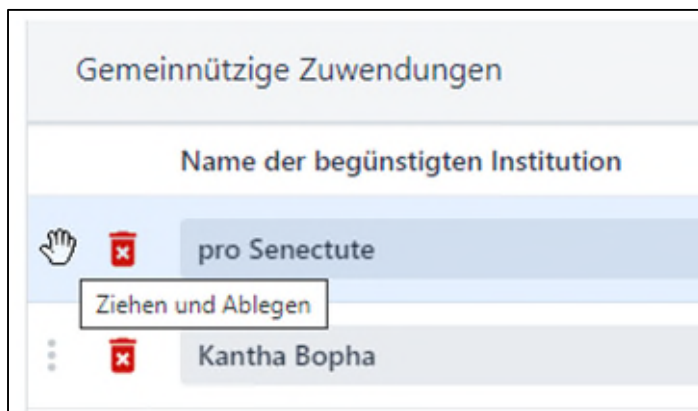 Gemeinnützige Zuwendungen
Name der begünstigten Institution
pro Senectute
Ziehen und Ablegen
Kantha Bopha